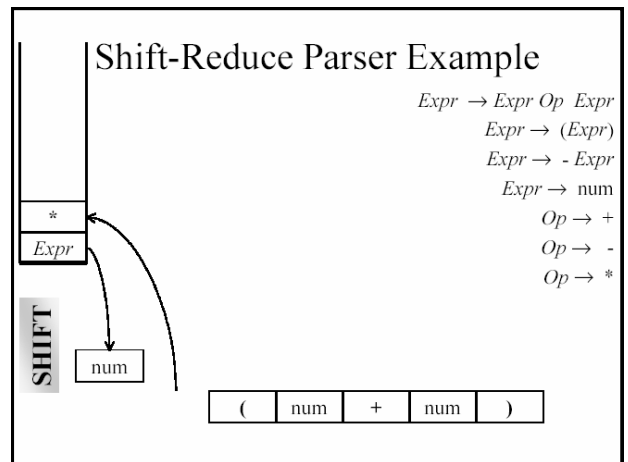 Shift-Reduce Parser Example
Expr → Expr Op Expr
Expr → (Expr)
Expr → - Expr
Expr → num
Op → +
Op → -
Op → *
*
Expr
SHIFT
num
( num + num )